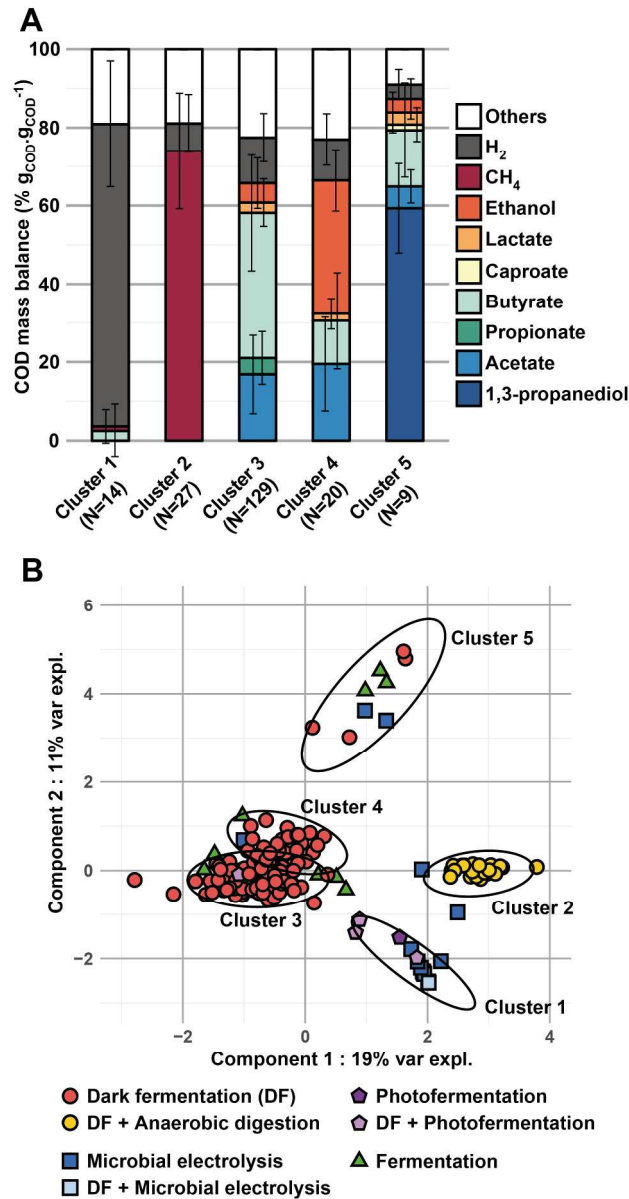 A
COD mass balance (% gCOD·gCOD⁻¹)
100
80
60
40
20
0
Cluster 1
(N=14)
Cluster 2
(N=27)
Cluster 3
(N=129)
Cluster 4
(N=20)
Cluster 5
(N=9)
Others
H₂
CH₄
Ethanol
Lactate
Caproate
Butyrate
Propionate
Acetate
1,3-propanediol
B
Component 2 : 11% var expl.
6
4
2
0
−2
Cluster 5
Cluster 4
Cluster 3
Cluster 2
Cluster 1
−2
0
2
4
Component 1 : 19% var expl.
Dark fermentation (DF)
Photofermentation
DF + Anaerobic digestion
DF + Photofermentation
Microbial electrolysis
Fermentation
DF + Microbial electrolysis